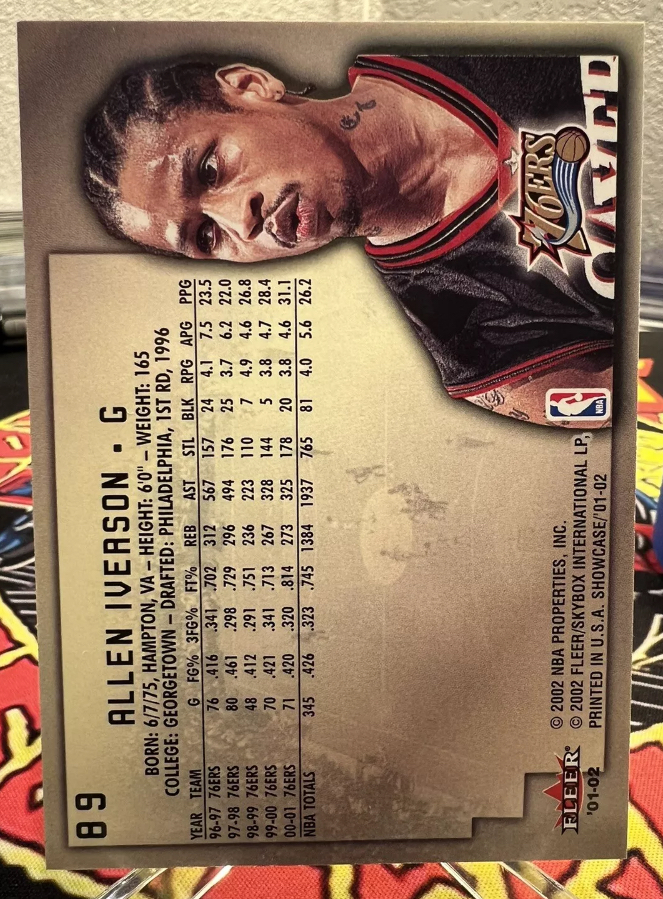 89
ALLEN IVERSON • G
BORN: 6/7/75, HAMPTON, VA – HEIGHT: 6'0" – WEIGHT: 165
COLLEGE: GEORGETOWN – DRAFTED: PHILADELPHIA, 1ST RD, 1996
YEAR TEAM G FG% 3FG% FT% REB AST STL BLK RPG APG PPG
96-97 76ERS 76 .416 .341 .702 312 567 157 24 4.1 7.5 23.5
97-98 76ERS 80 .461 .298 .729 296 494 176 25 3.7 6.2 22.0
98-99 76ERS 48 .412 .291 .751 236 223 110 7 4.9 4.6 26.8
99-00 76ERS 70 .421 .341 .713 267 328 144 5 3.8 4.7 28.4
00-01 76ERS 71 .420 .320 .814 273 325 178 20 3.8 4.6 31.1
NBA TOTALS 345 .426 .323 .745 1384 1937 765 81 4.0 5.6 26.2
76ERS
NBA
FLEER®
'01-02
© 2002 NBA PROPERTIES, INC.
© 2002 FLEER/SKYBOX INTERNATIONAL LP,
PRINTED IN U.S.A. SHOWCASE/'01-02